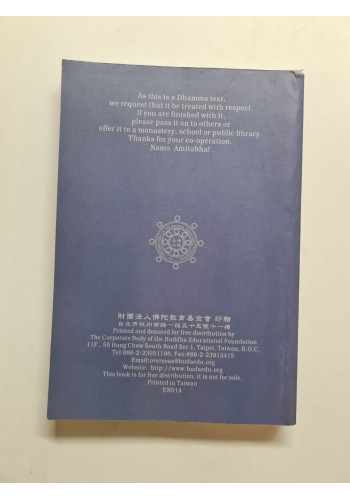 As this is a Dhamma text,
we request that it be treated with respect.
If you are finished with it,
please pass it on to others or
offer it to a monastery, school or public library.
Thanks for your co-operation.
Namo Amitabha!
財團法人佛陀教育基金會 印贈
台北市杭州南路一段五十五號十一樓
Printed and donated for free distribution by
The Corporate Body of the Buddha Educational Foundation
11F., 55 Hang Chow South Road Sec 1, Taipei, Taiwan, R.O.C.
Tel:886-2-23951198, Fax:886-2-23913415
Email:overseas@budaedu.org
Website: http://www.budaedu.org
This book is for free distribution, it is not for sale.
Printed in Taiwan
EN014